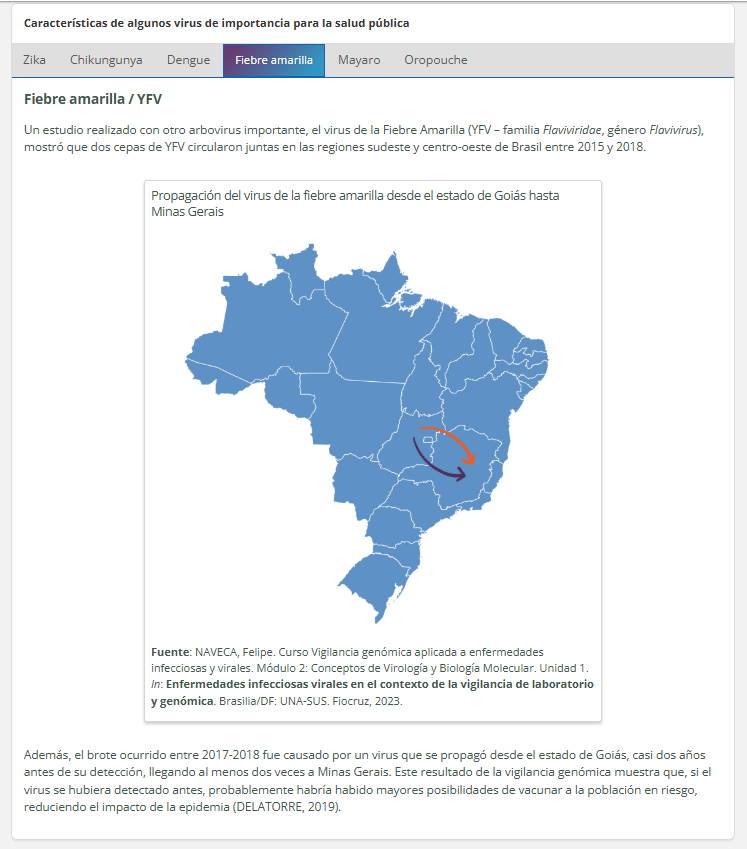 Características de algunos virus de importancia para la salud pública
Zika Chikungunya Dengue Fiebre amarilla Mayaro Oropouche
Fiebre amarilla / YFV
Un estudio realizado con otro arbovirus importante, el virus de la Fiebre Amarilla (YFV – familia Flaviviridae, género Flavivirus),
mostró que dos cepas de YFV circularon juntas en las regiones sudeste y centro-oeste de Brasil entre 2015 y 2018.
Propagación del virus de la fiebre amarilla desde el estado de Goiás hasta
Minas Gerais
Fuente: NAVECA, Felipe. Curso Vigilancia genómica aplicada a enfermedades
infecciosas y virales. Módulo 2: Conceptos de Virología y Biología Molecular. Unidad 1.
In: Enfermedades infecciosas virales en el contexto de la vigilancia de laboratorio
y genómica. Brasilia/DF: UNA-SUS. Fiocruz, 2023.
Además, el brote ocurrido entre 2017-2018 fue causado por un virus que se propagó desde el estado de Goiás, casi dos años
antes de su detección, llegando al menos dos veces a Minas Gerais. Este resultado de la vigilancia genómica muestra que, si el
virus se hubiera detectado antes, probablemente habría habido mayores posibilidades de vacunar a la población en riesgo,
reduciendo el impacto de la epidemia (DELATORRE, 2019).